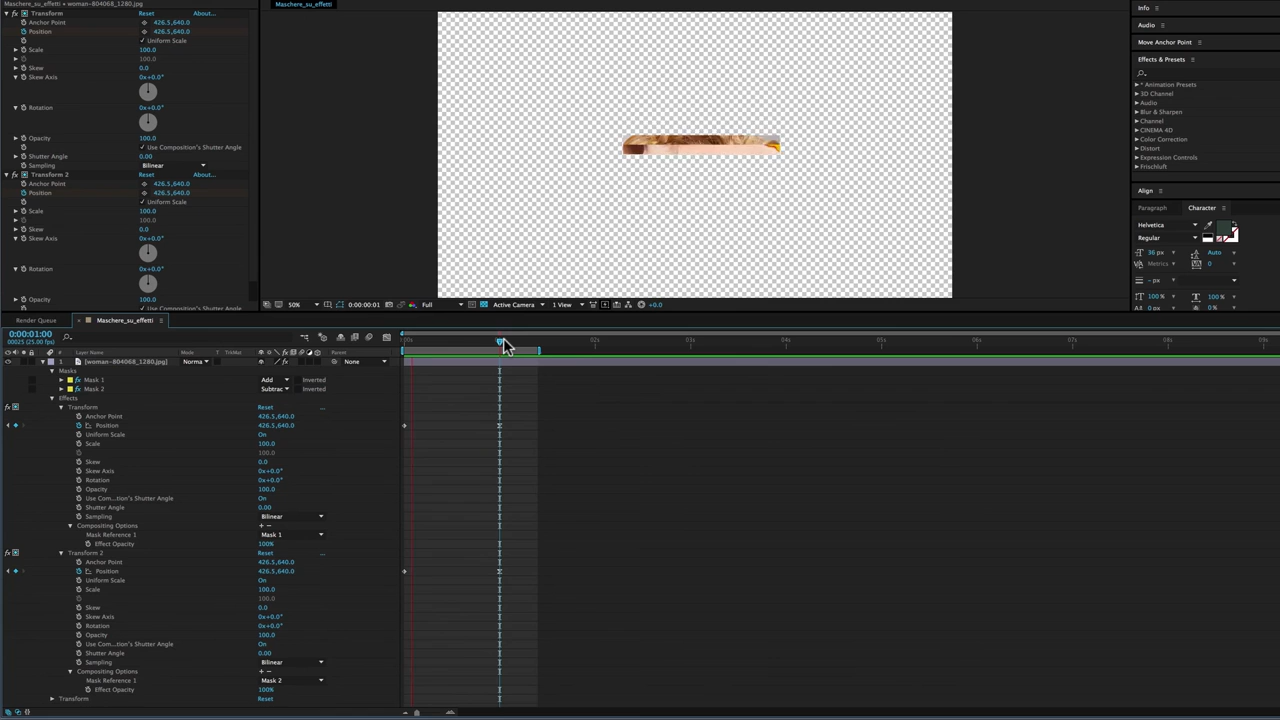 Maschere_su_effetti • woman-804068_1280.jpg
Transform Reset About...
Anchor Point 426.5,640.0
Position 426.5,640.0
Uniform Scale
Scale 100.0
100.0
Skew 0.0
Skew Axis 0x+0.0°
Rotation 0x+0.0°
Opacity 100.0
Use Composition's Shutter Angle
Shutter Angle 0.00
Sampling Bilinear
Transform 2 Reset About...
Anchor Point 426.5,640.0
Position 426.5,640.0
Uniform Scale
Scale 100.0
100.0
Skew 0.0
Skew Axis 0x+0.0°
Rotation 0x+0.0°
Opacity 100.0
Use Composition's Shutter Angle
Maschere_su_effetti
50% 0:00:00:01 Full Active Camera 1 View +0.0
Info
Audio
Move Anchor Point
Effects & Presets
* Animation Presets
3D Channel
Audio
Blur & Sharpen
Channel
CINEMA 4D
Color Correction
Distort
Expression Controls
Frischluft
Align
Paragraph Character
Helvetica
Regular
36 px Auto
Metrics 0
- px
100% 100%
0 px 0%
Render Queue Maschere_su_effetti
0:00:01:00
00025 (25.00 fps)
:00s 02s 03s 04s 05s 06s 07s 08s 09s
# Layer Name Mode T TrkMat Parent
1 [woman-804068_1280.jpg] Norma None
Masks
Mask 1 Add Inverted
Mask 2 Subtrac Inverted
Effects
Transform Reset ...
Anchor Point 426.5,640.0
Position 426.5,640.0
Uniform Scale On
Scale 100.0
100.0
Skew 0.0
Skew Axis 0x+0.0°
Rotation 0x+0.0°
Opacity 100.0
Use Com...tion's Shutter Angle On
Shutter Angle 0.00
Sampling Bilinear
Compositing Options + −
Mask Reference 1 Mask 1
Effect Opacity 100%
Transform 2 Reset ...
Anchor Point 426.5,640.0
Position 426.5,640.0
Uniform Scale On
Scale 100.0
100.0
Skew 0.0
Skew Axis 0x+0.0°
Rotation 0x+0.0°
Opacity 100.0
Use Com...tion's Shutter Angle On
Shutter Angle 0.00
Sampling Bilinear
Compositing Options + −
Mask Reference 1 Mask 2
Effect Opacity 100%
Transform Reset